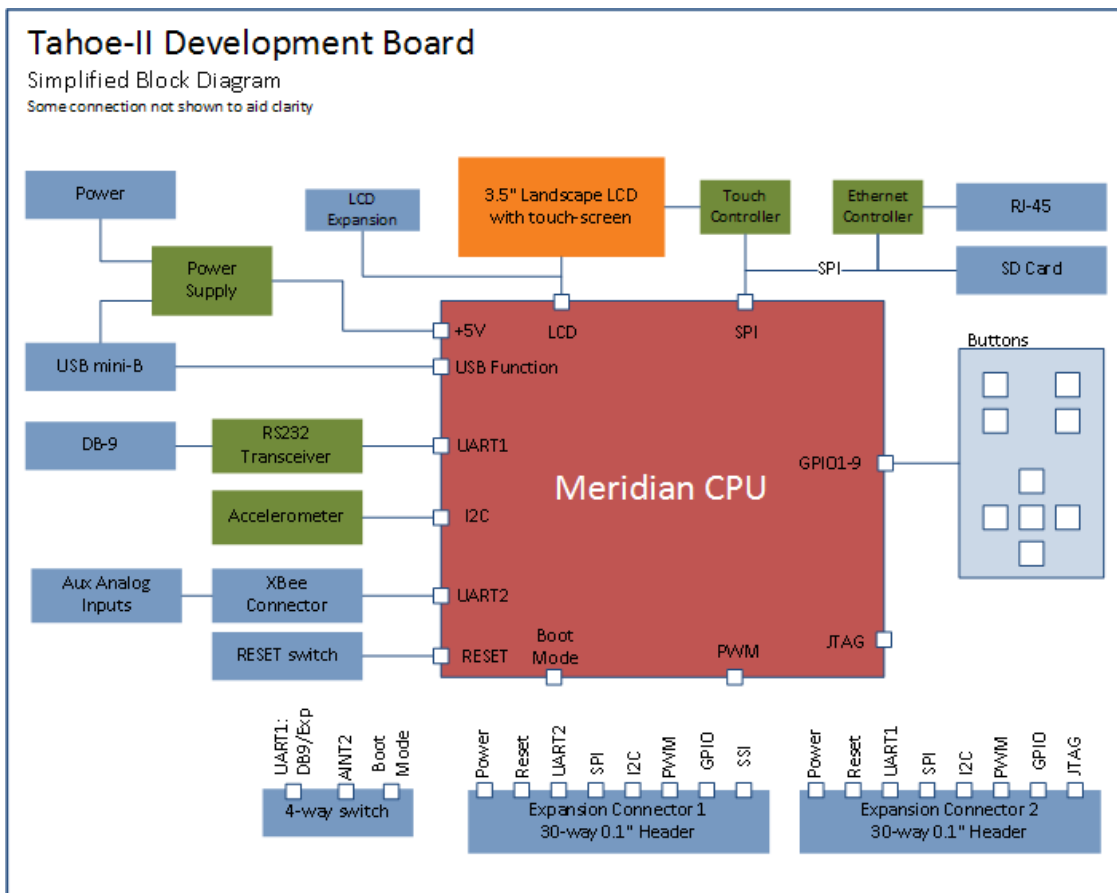 Tahoe-II Development Board
Simplified Block Diagram
Some connection not shown to aid clarity
Power
LCD
Expansion
3.5" Landscape LCD
with touch-screen
Touch
Controller
Ethernet
Controller
RJ-45
Power
Supply
SPI
SD Card
+5V
LCD
SPI
USB mini-B
USB Function
Buttons
DB-9
RS232
Transceiver
UART1
GPIO1-9
Meridian CPU
Accelerometer
I2C
Aux Analog
Inputs
XBee
Connector
UART2
RESET switch
RESET
Boot
Mode
PWM
JTAG
UART1:
DB9/Exp
AINT2
Boot
Mode
4-way switch
Power
Reset
UART2
SPI
I2C
PWM
GPIO
SSI
Expansion Connector 1
30-way 0.1" Header
Power
Reset
UART1
SPI
I2C
PWM
GPIO
JTAG
Expansion Connector 2
30-way 0.1" Header